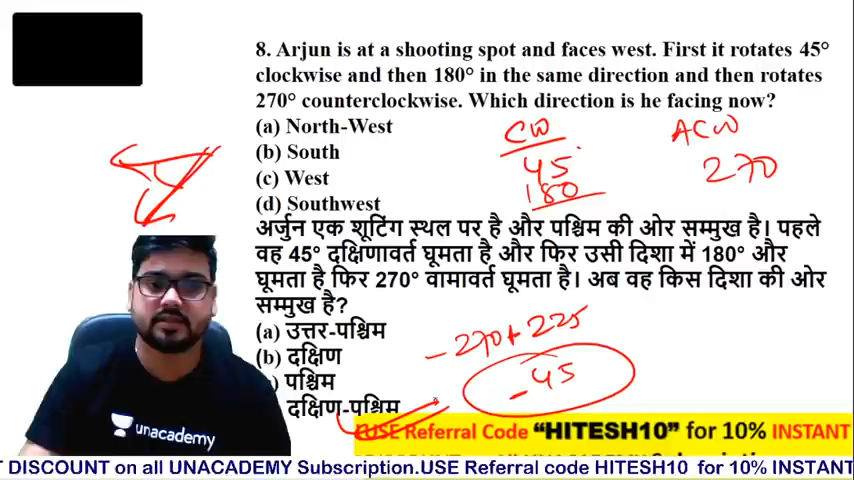 8. Arjun is at a shooting spot and faces west. First it rotates 45°
clockwise and then 180° in the same direction and then rotates
270° counterclockwise. Which direction is he facing now?
(a) North-West
(b) South
(c) West
(d) Southwest
CW
45
180
ACW
270
अर्जुन एक शूटिंग स्थल पर है और पश्चिम की ओर सम्मुख है। पहले
वह 45° दक्षिणावर्त घूमता है और फिर उसी दिशा में 180° और
घूमता है फिर 270° वामावर्त घूमता है। अब वह किस दिशा की ओर
सम्मुख है?
(a) उत्तर-पश्चिम
(b) दक्षिण
) पश्चिम
दक्षिण-पश्चिम
-270+225
-45
unacademy
USE Referral Code “HITESH10” for 10% INSTANT
T DISCOUNT on all UNACADEMY Subscription.USE Referral code HITESH10 for 10% INSTANT